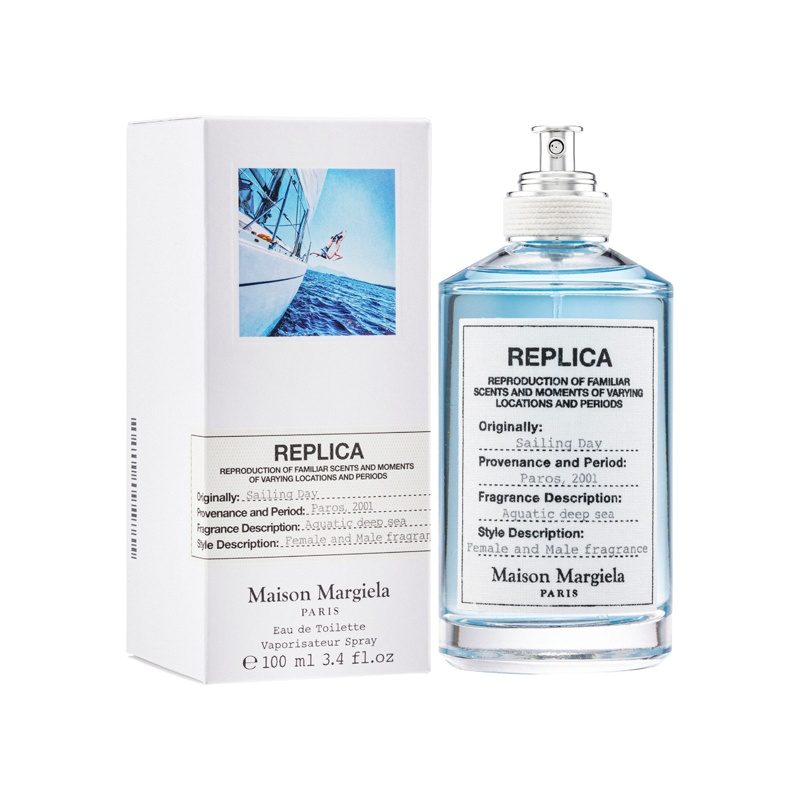 REPLICA
REPRODUCTION OF FAMILIAR SCENTS AND MOMENTS
OF VARYING LOCATIONS AND PERIODS
Originally: Sailing Day
Provenance and Period: Paros, 2001
Fragrance Description: Aquatic deep sea
Style Description: Female and Male fragran
Maison Margiela
PARIS
Eau de Toilette
Vaporisateur Spray
℮ 100 ml 3.4 fl.oz
REPLICA
REPRODUCTION OF FAMILIAR
SCENTS AND MOMENTS OF VARYING
LOCATIONS AND PERIODS
Originally:
Sailing Day
Provenance and Period:
Paros, 2001
Fragrance Description:
Aquatic deep sea
Style Description:
Female and Male fragrance
Maison Margiela
PARIS